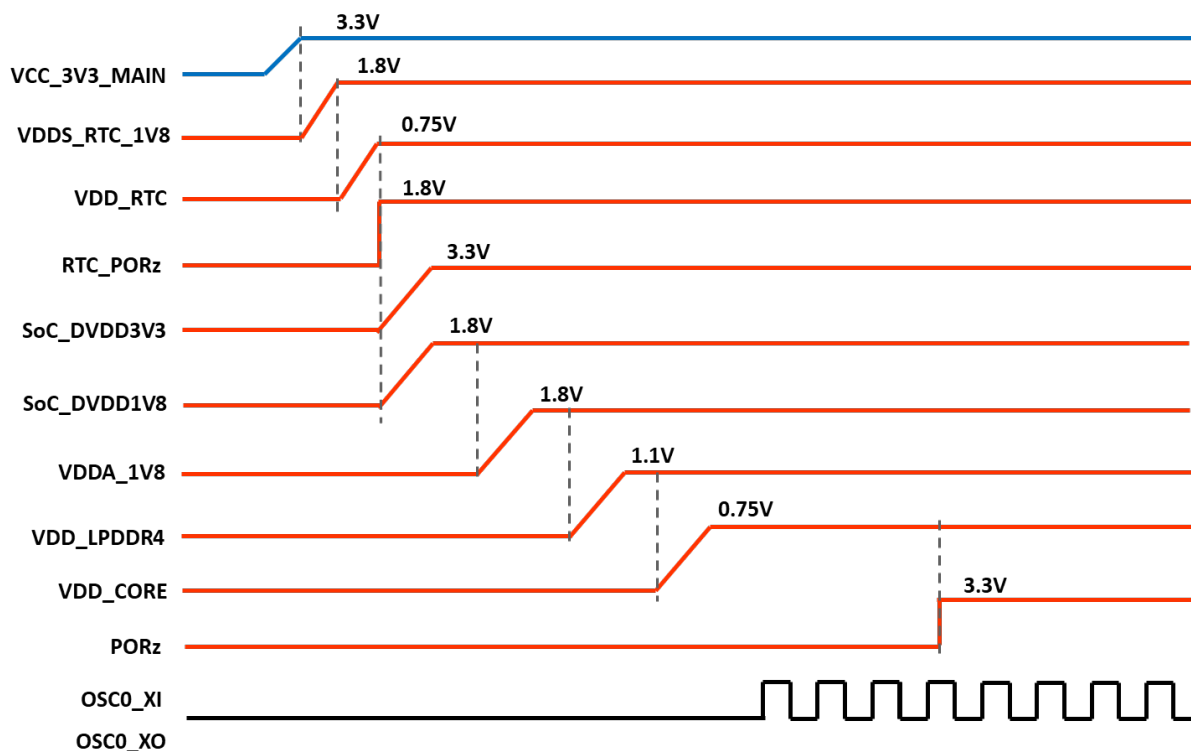 3.3V
VCC_3V3_MAIN
1.8V
VDDS_RTC_1V8
0.75V
VDD_RTC
1.8V
RTC_PORz
3.3V
SoC_DVDD3V3
1.8V
SoC_DVDD1V8
1.8V
VDDA_1V8
1.1V
VDD_LPDDR4
0.75V
VDD_CORE
3.3V
PORz
OSC0_XI
OSC0_XO